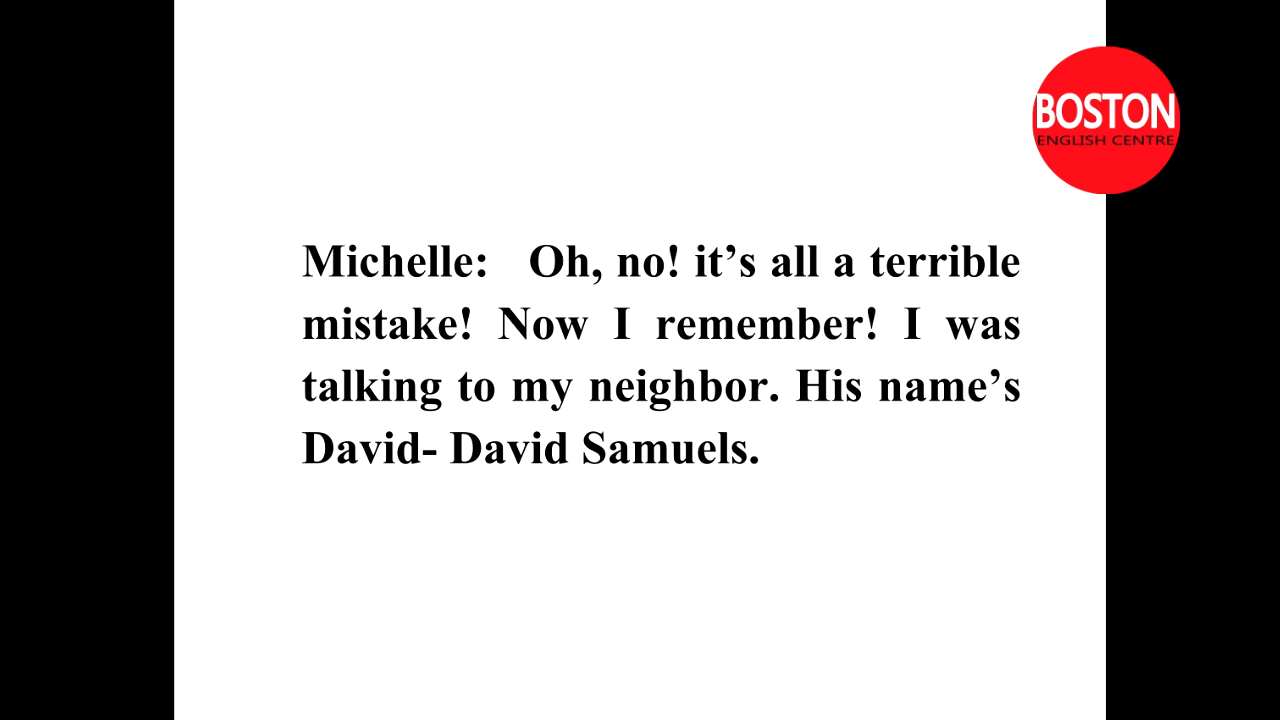 BOSTON
ENGLISH CENTRE
Michelle: Oh, no! it’s all a terrible
mistake! Now I remember! I was
talking to my neighbor. His name’s
David- David Samuels.